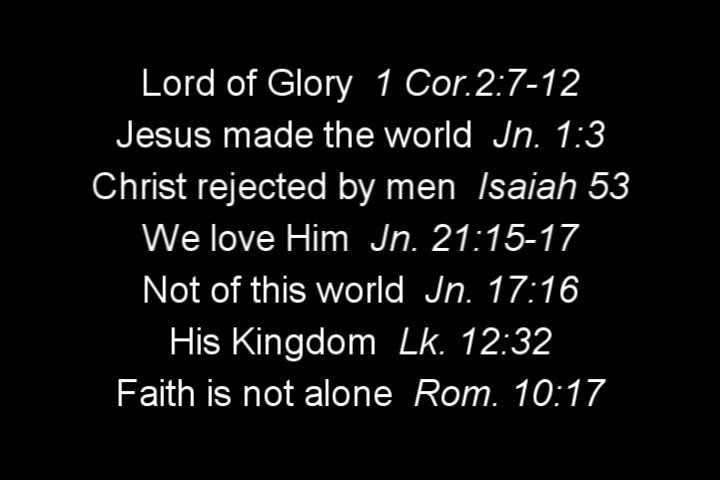 Lord of Glory 1 Cor.2:7-12
Jesus made the world Jn. 1:3
Christ rejected by men Isaiah 53
We love Him Jn. 21:15-17
Not of this world Jn. 17:16
His Kingdom Lk. 12:32
Faith is not alone Rom. 10:17